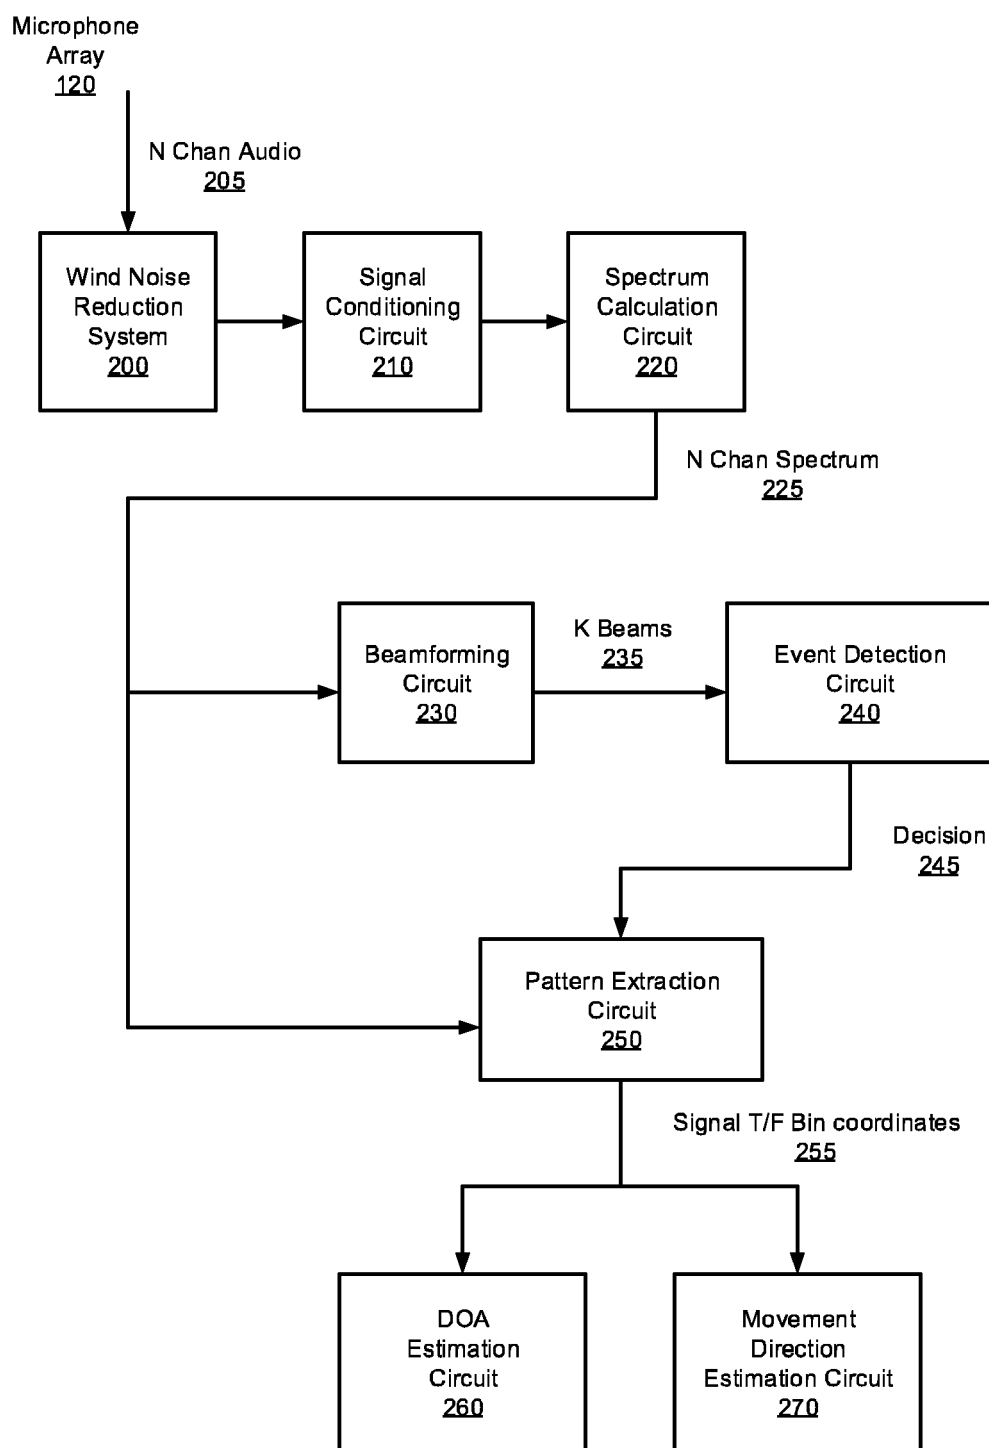 Microphone
Array
120
N Chan Audio
205
Wind Noise
Reduction
System
200
Signal
Conditioning
Circuit
210
Spectrum
Calculation
Circuit
220
N Chan Spectrum
225
Beamforming
Circuit
230
K Beams
235
Event Detection
Circuit
240
Decision
245
Pattern Extraction
Circuit
250
Signal T/F Bin coordinates
255
DOA
Estimation
Circuit
260
Movement
Direction
Estimation Circuit
270